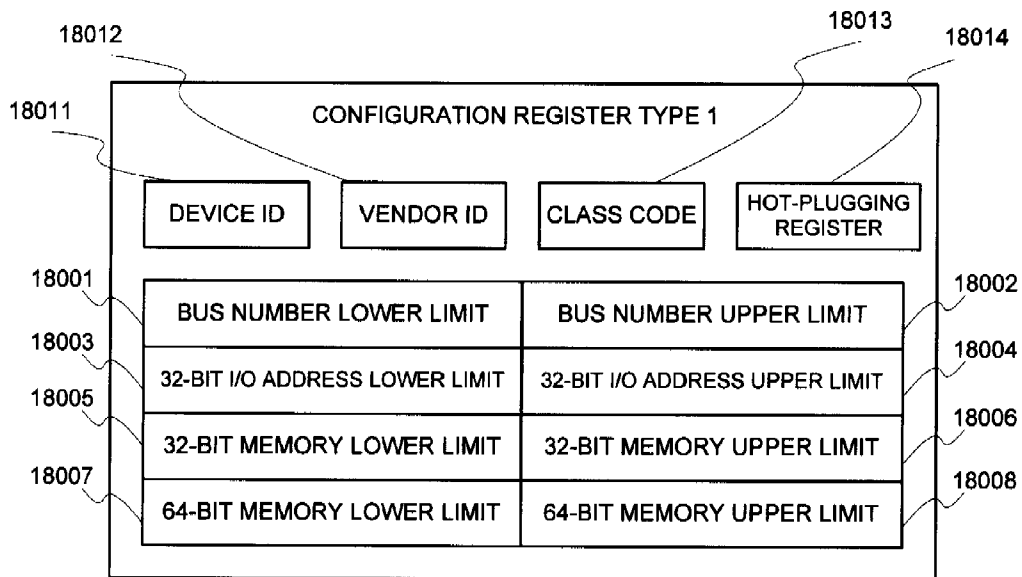 18012
18013
18014
18011
CONFIGURATION REGISTER TYPE 1
DEVICE ID
VENDOR ID
CLASS CODE
HOT-PLUGGING
REGISTER
18001
BUS NUMBER LOWER LIMIT
BUS NUMBER UPPER LIMIT
18002
18003
32-BIT I/O ADDRESS LOWER LIMIT
32-BIT I/O ADDRESS UPPER LIMIT
18004
18005
32-BIT MEMORY LOWER LIMIT
32-BIT MEMORY UPPER LIMIT
18006
18007
64-BIT MEMORY LOWER LIMIT
64-BIT MEMORY UPPER LIMIT
18008